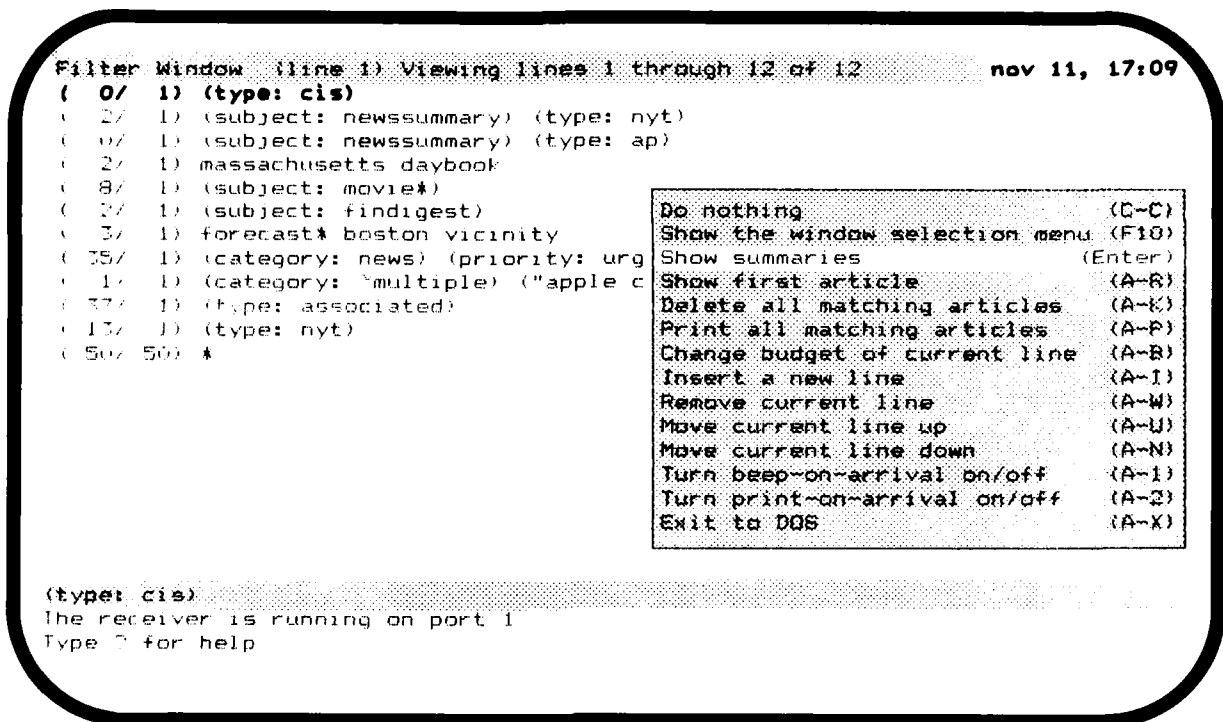 Filter Window (line 1) Viewing lines 1 through 12 of 12 nov 11, 17:09
( 0/ 1) (type: cis)
( 2/ 1) (subject: newssummary) (type: nyt)
( 0/ 1) (subject: newssummary) (type: ap)
( 2/ 1) massachusetts daybook
( 8/ 1) (subject: movie*)
( 2/ 1) (subject: findigest)
( 3/ 1) forecast* boston vicinity
( 35/ 1) (category: news) (priority: urg
( 1/ 1) (category: `multiple) ("apple c
( 37/ 1) (type: associated)
( 13/ 1) (type: nyt)
( 50/ 50) *
Do nothing (C-C)
Show the window selection menu (F10)
Show summaries (Enter)
Show first article (A-R)
Delete all matching articles (A-K)
Print all matching articles (A-P)
Change budget of current line (A-B)
Insert a new line (A-I)
Remove current line (A-W)
Move current line up (A-U)
Move current line down (A-N)
Turn beep-on-arrival on/off (A-1)
Turn print-on-arrival on/off (A-2)
Exit to DOS (A-X)
(type: cis)
The receiver is running on port 1
Type ? for help